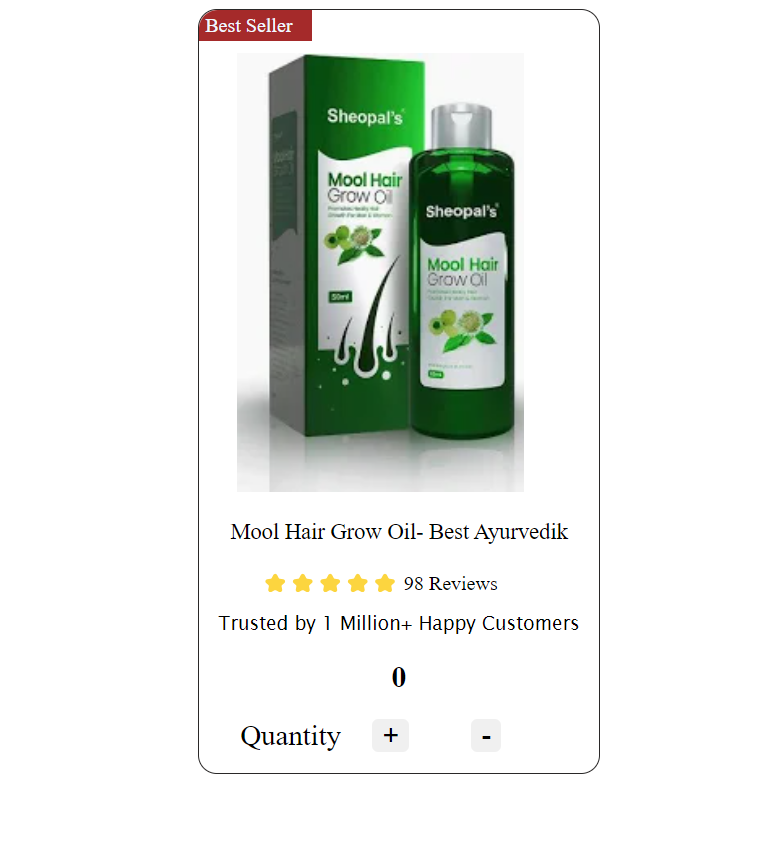 Best Seller
Sheopal's
Mool Hair
Grow Oil
50ml
Sheopal's
Mool Hair
Grow Oil
Mool Hair Grow Oil- Best Ayurvedik
98 Reviews
Trusted by 1 Million+ Happy Customers
0
Quantity + -